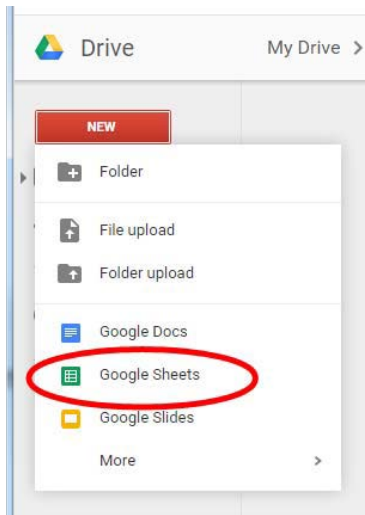 Drive My Drive >
NEW
Folder
File upload
Folder upload
Google Docs
Google Sheets
Google Slides
More >